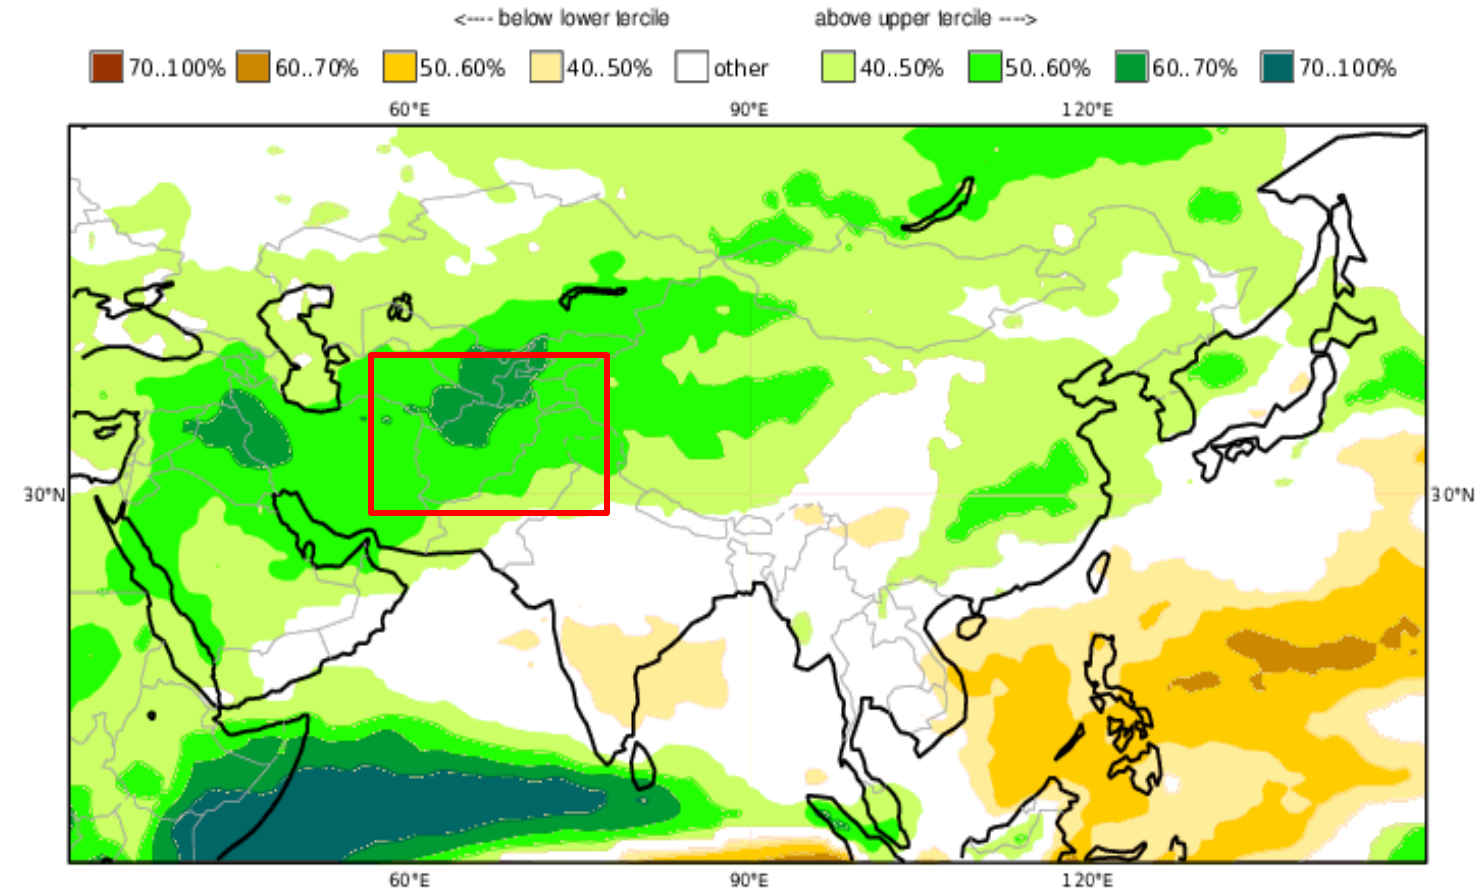 <---- below lower tercile above upper tercile ---->
70..100% 60..70% 50..60% 40..50% other 40..50% 50..60% 60..70% 70..100%
60°E 90°E 120°E
30°N 30°N
60°E 90°E 120°E